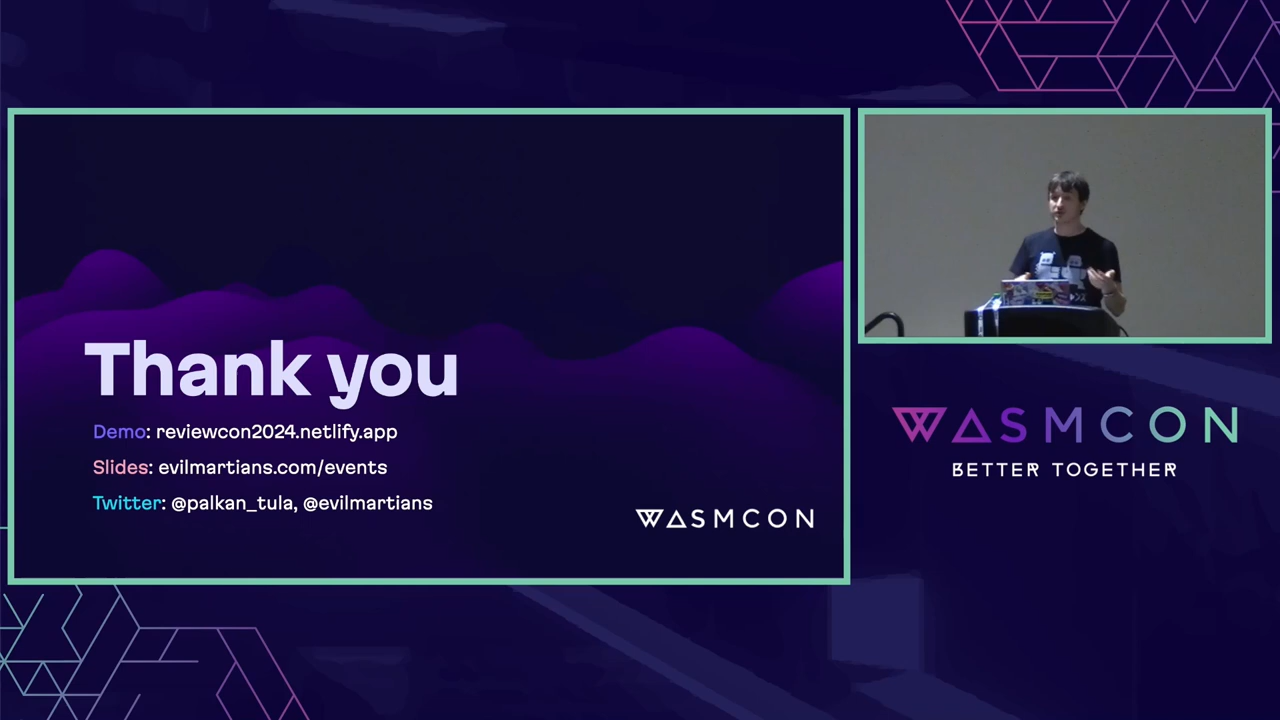 Thank you
Demo: reviewcon2024.netlify.app
Slides: evilmartians.com/events
Twitter: @palkan_tula, @evilmartians
WASMCON
WASMCON
BETTER TOGETHER